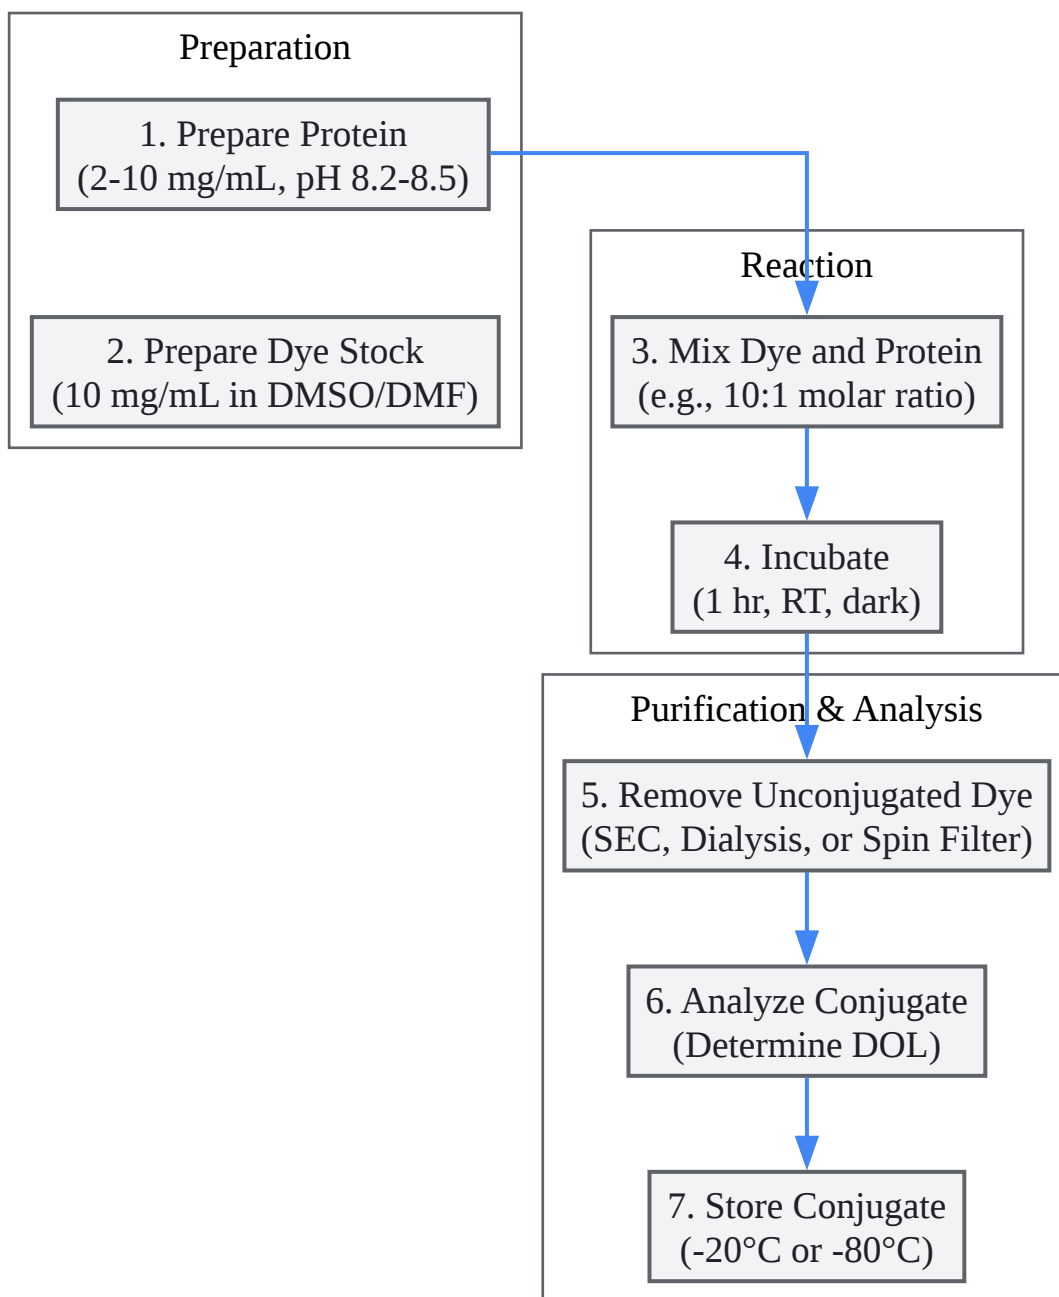 Preparation
1. Prepare Protein
(2-10 mg/mL, pH 8.2-8.5)
2. Prepare Dye Stock
(10 mg/mL in DMSO/DMF)
Reaction
3. Mix Dye and Protein
(e.g., 10:1 molar ratio)
4. Incubate
(1 hr, RT, dark)
Purification & Analysis
5. Remove Unconjugated Dye
(SEC, Dialysis, or Spin Filter)
6. Analyze Conjugate
(Determine DOL)
7. Store Conjugate
(-20°C or -80°C)